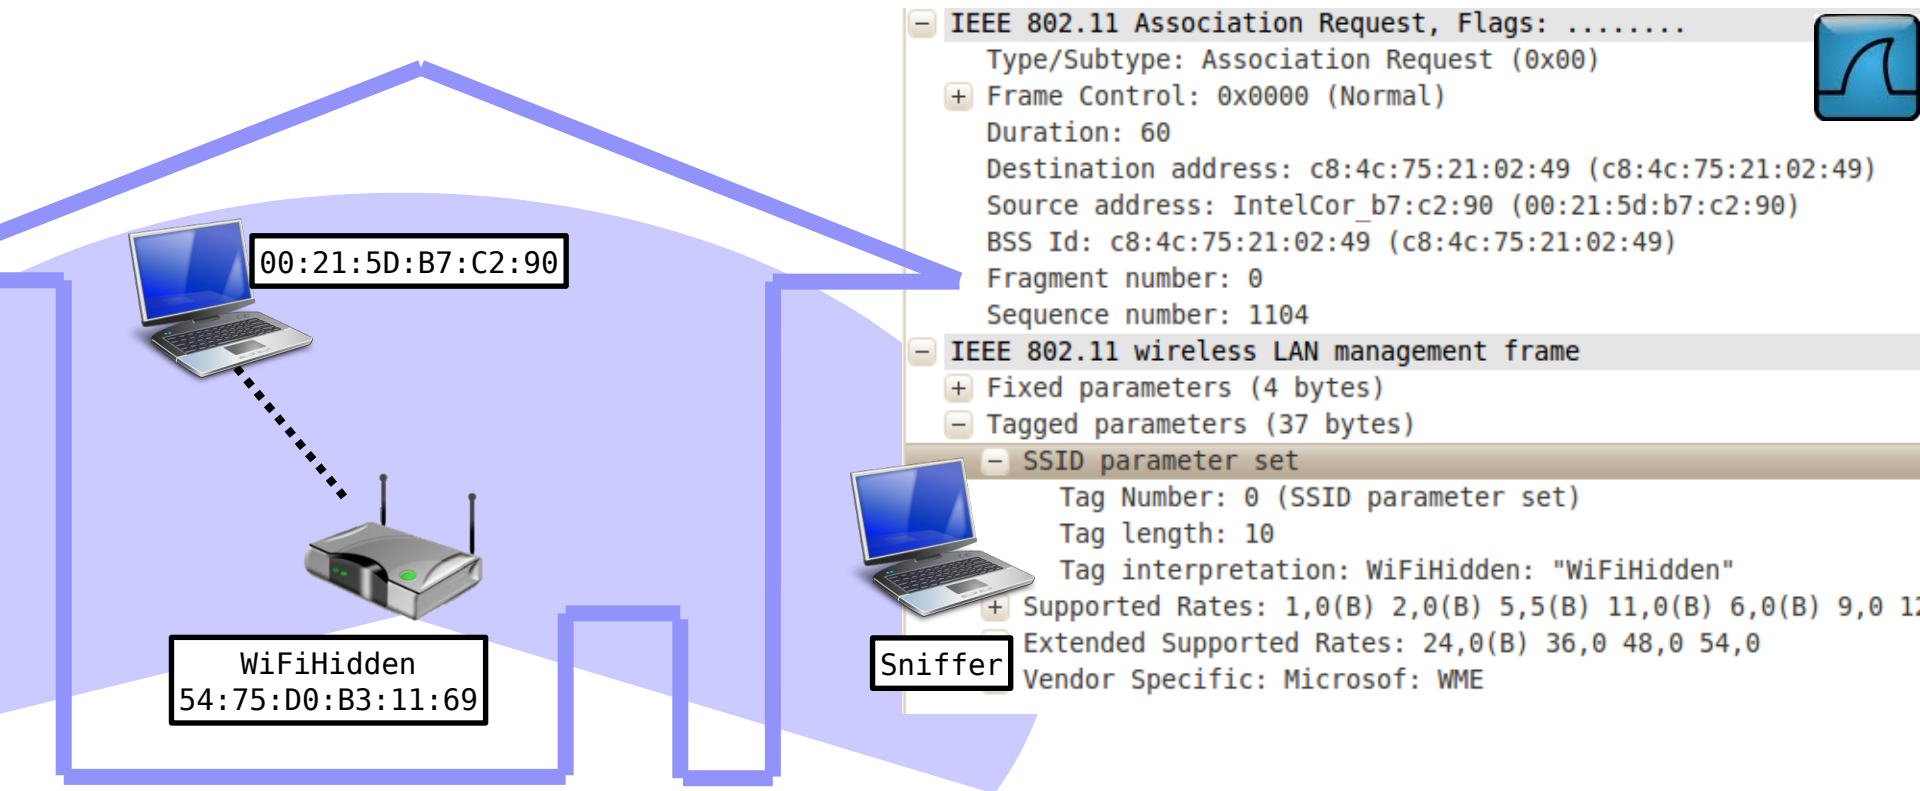 00:21:5D:B7:C2:90
WiFiHidden
54:75:D0:B3:11:69
Sniffer
IEEE 802.11 Association Request, Flags: ........
Type/Subtype: Association Request (0x00)
Frame Control: 0x0000 (Normal)
Duration: 60
Destination address: c8:4c:75:21:02:49 (c8:4c:75:21:02:49)
Source address: IntelCor_b7:c2:90 (00:21:5d:b7:c2:90)
BSS Id: c8:4c:75:21:02:49 (c8:4c:75:21:02:49)
Fragment number: 0
Sequence number: 1104
IEEE 802.11 wireless LAN management frame
Fixed parameters (4 bytes)
Tagged parameters (37 bytes)
SSID parameter set
Tag Number: 0 (SSID parameter set)
Tag length: 10
Tag interpretation: WiFiHidden: "WiFiHidden"
Supported Rates: 1,0(B) 2,0(B) 5,5(B) 11,0(B) 6,0(B) 9,0 12
Extended Supported Rates: 24,0(B) 36,0 48,0 54,0
Vendor Specific: Microsof: WME